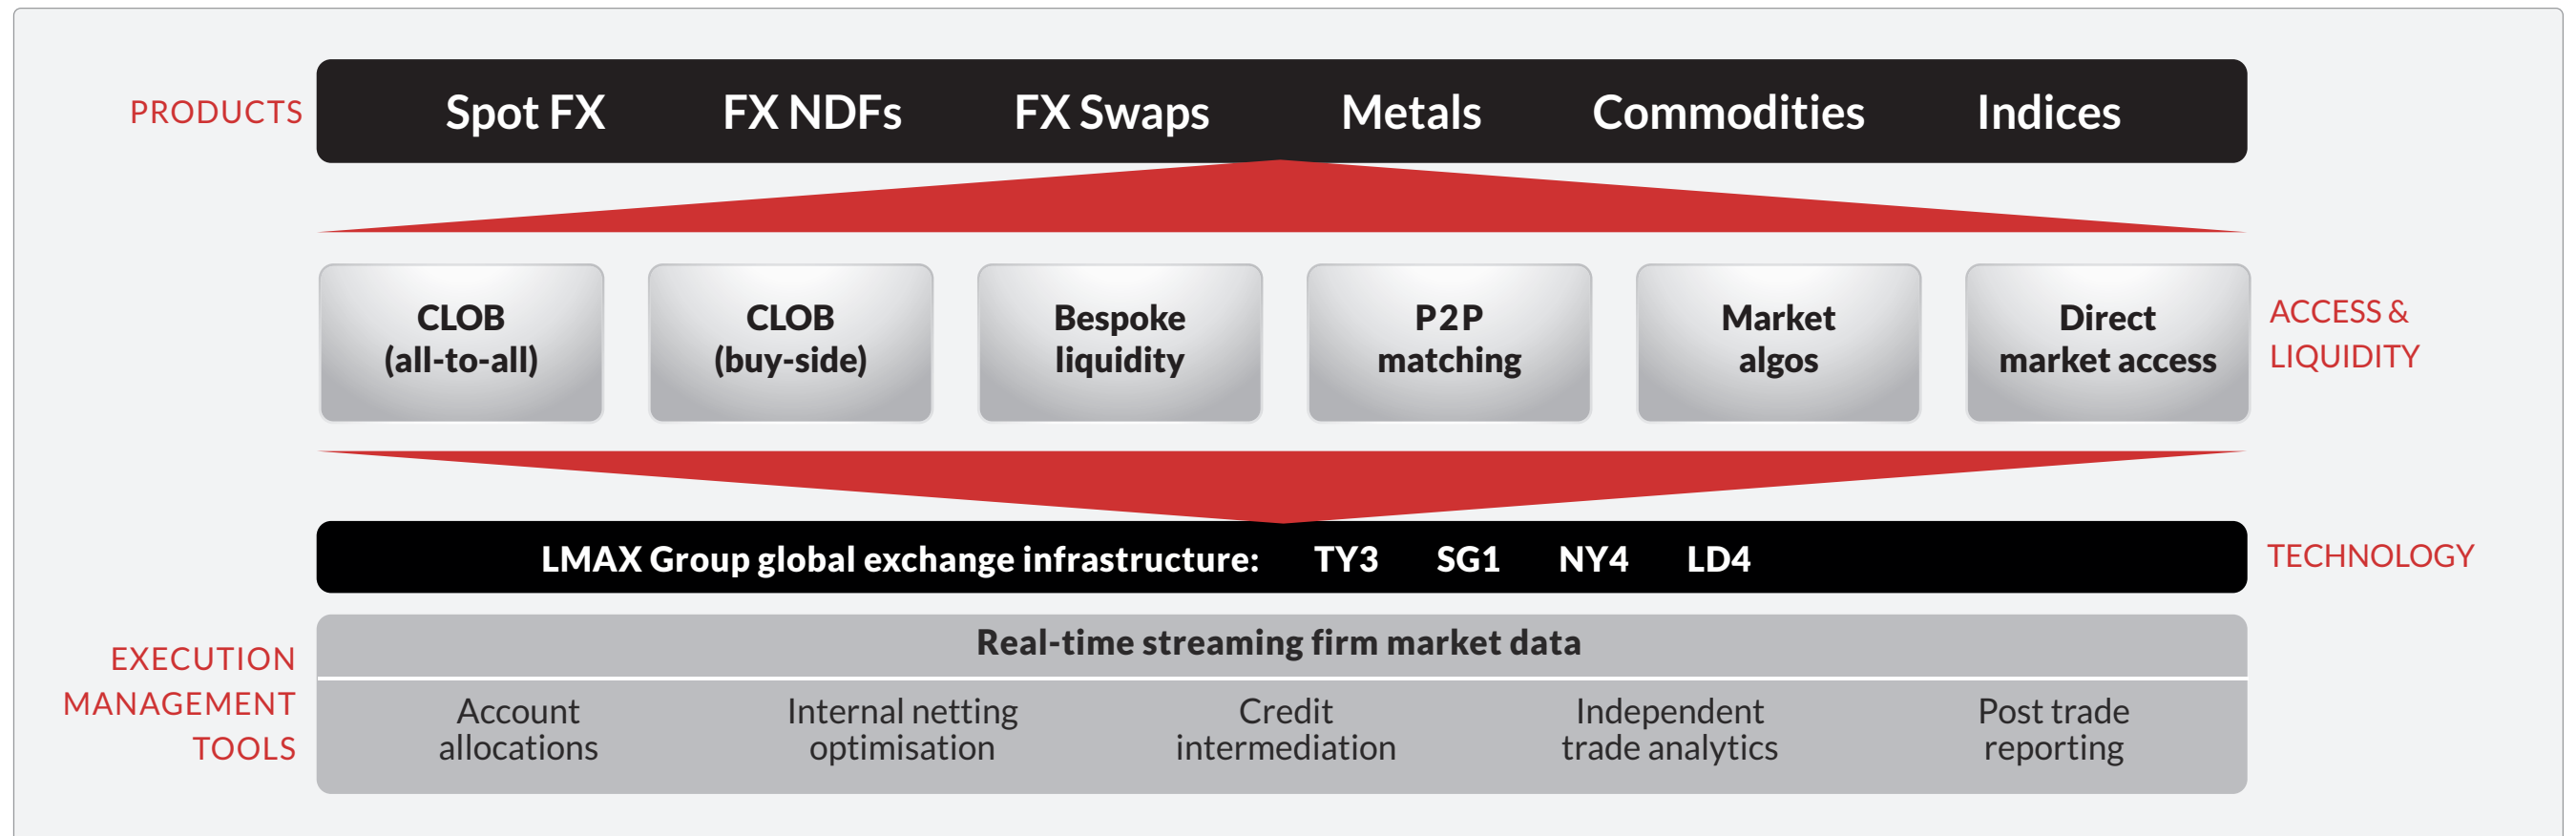 PRODUCTS
Spot FX FX NDFs FX Swaps Metals Commodities Indices
CLOB
(all-to-all)
CLOB
(buy-side)
Bespoke
liquidity
P2P
matching
Market
algos
Direct
market access
ACCESS &
LIQUIDITY
LMAX Group global exchange infrastructure: TY3 SG1 NY4 LD4
TECHNOLOGY
EXECUTION
MANAGEMENT
TOOLS
Real-time streaming firm market data
Account
allocations
Internal netting
optimisation
Credit
intermediation
Independent
trade analytics
Post trade
reporting